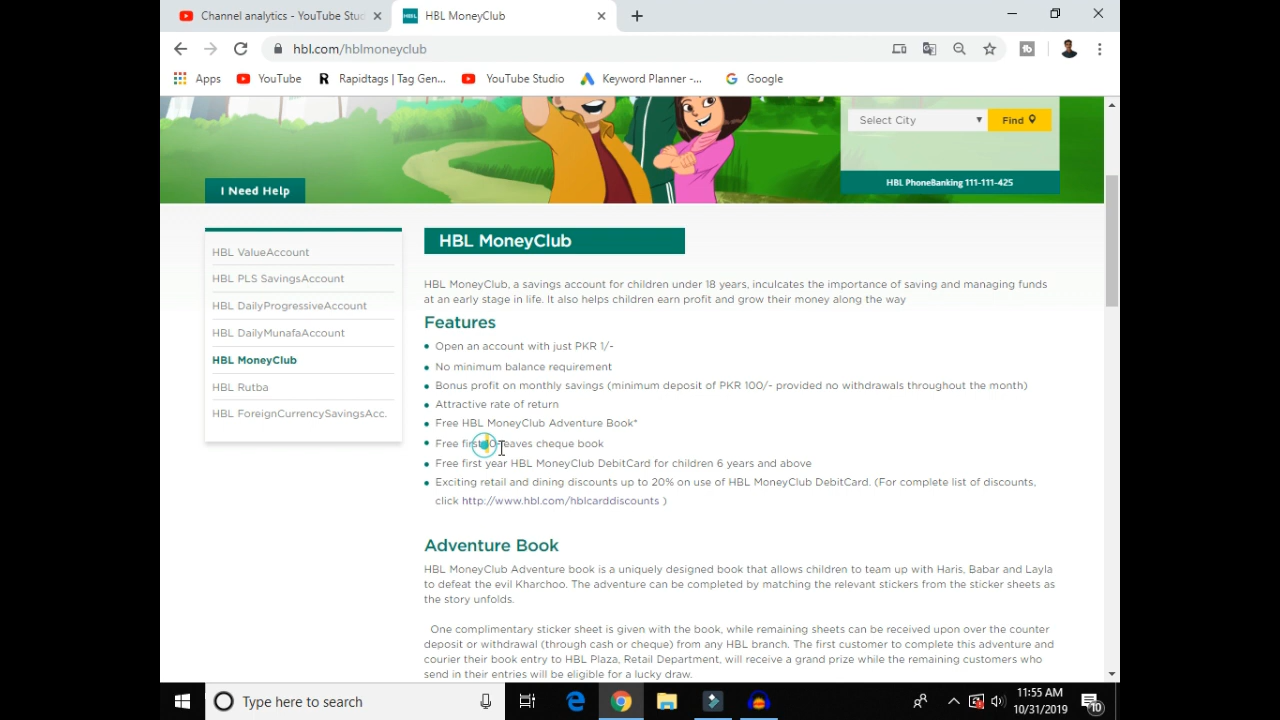 Channel analytics - YouTube Stud
HBL MoneyClub
hbl.com/hblmoneyclub
Apps
YouTube
Rapidtags | Tag Gen...
YouTube Studio
Keyword Planner -...
Google
Select City
Find
I Need Help
HBL PhoneBanking 111-111-425
HBL ValueAccount
HBL PLS SavingsAccount
HBL DailyProgressiveAccount
HBL DailyMunafaAccount
HBL MoneyClub
HBL Rutba
HBL ForeignCurrencySavingsAcc.
HBL MoneyClub
HBL MoneyClub, a savings account for children under 18 years, inculcates the importance of saving and managing funds
at an early stage in life. It also helps children earn profit and grow their money along the way
Features
Open an account with just PKR 1/-
No minimum balance requirement
Bonus profit on monthly savings (minimum deposit of PKR 100/- provided no withdrawals throughout the month)
Attractive rate of return
Free HBL MoneyClub Adventure Book*
Free first 10-leaves cheque book
Free first year HBL MoneyClub DebitCard for children 6 years and above
Exciting retail and dining discounts up to 20% on use of HBL MoneyClub DebitCard. (For complete list of discounts,
click http://www.hbl.com/hblcarddiscounts )
Adventure Book
HBL MoneyClub Adventure book is a uniquely designed book that allows children to team up with Haris, Babar and Layla
to defeat the evil Kharchoo. The adventure can be completed by matching the relevant stickers from the sticker sheets as
the story unfolds.
One complimentary sticker sheet is given with the book, while remaining sheets can be received upon over the counter
deposit or withdrawal (through cash or cheque) from any HBL branch. The first customer to complete this adventure and
courier their book entry to HBL Plaza, Retail Department, will receive a grand prize while the remaining customers who
send in their entries will be eligible for a lucky draw.
Type here to search
11:55 AM
10/31/2019
10